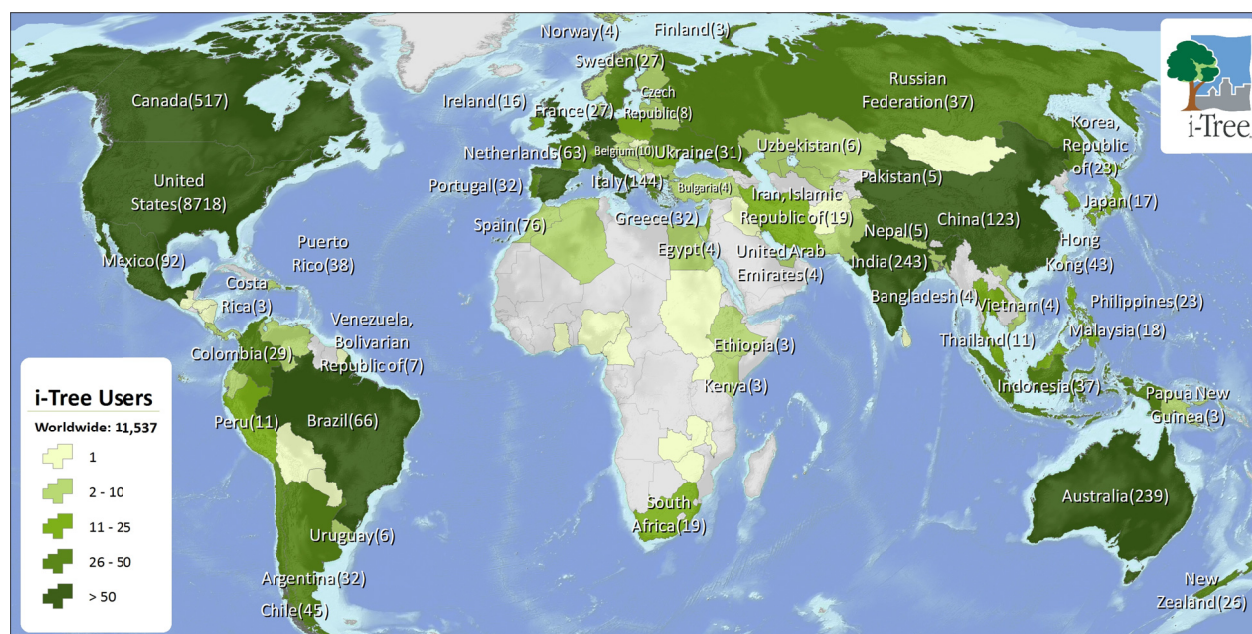 Norway(4)
Finland(3)
Sweden(27)
Canada(517)
Ireland(16)
France(27)
Czech
Republic(8)
Russian
Federation(37)
i-Tree
Korea,
Republic
of(23)
Netherlands(63)
Belgium(10)
Ukraine(31)
Uzbekistan(6)
United
States(8718)
Portugal(32)
Italy(144)
Bulgaria(4)
Pakistan(5)
Iran, Islamic
Republic of(19)
Japan(17)
Spain(76)
Greece(32)
China(123)
Nepal(5)
Puerto
Rico(38)
Mexico(92)
Egypt(4)
United Arab
Emirates(4)
India(243)
Hong
Kong(43)
Costa
Rica(3)
Bangladesh(4)
Vietnam(4)
Philippines(23)
Venezuela,
Bolivarian
Republic of(7)
Colombia(29)
Ethiopia(3)
Thailand(11)
Malaysia(18)
Kenya(3)
Indonesia(37)
Papua New
Guinea(3)
Peru(11)
Brazil(66)
Australia(239)
South
Africa(19)
Uruguay(6)
Argentina(32)
Chile(45)
New
Zealand(26)
i-Tree Users
Worldwide: 11,537
1
2 - 10
11 - 25
26 - 50
> 50